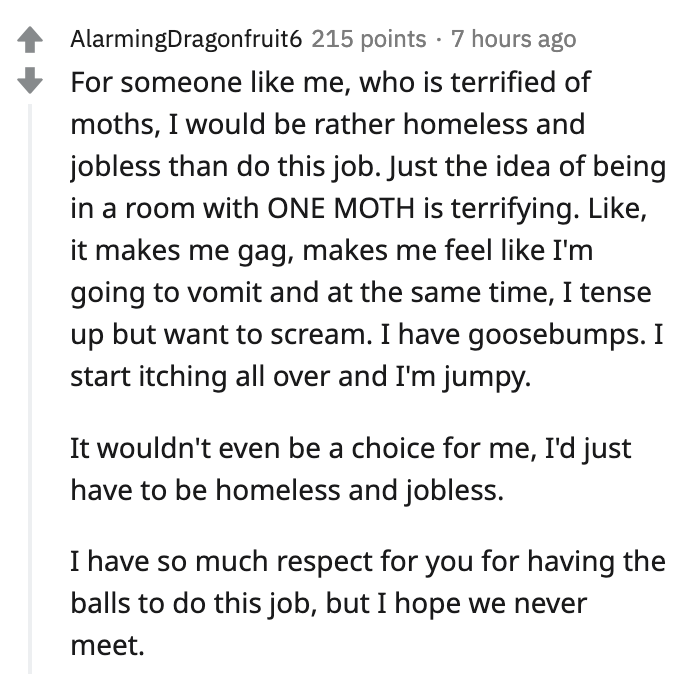 AlarmingDragonfruit6 215 points · 7 hours ago
For someone like me, who is terrified of
moths, I would be rather homeless and
jobless than do this job. Just the idea of being
in a room with ONE MOTH is terrifying. Like,
it makes me gag, makes me feel like I'm
going to vomit and at the same time, I tense
up but want to scream. I have goosebumps. I
start itching all over and I'm jumpy.
It wouldn't even be a choice for me, I'd just
have to be homeless and jobless.
I have so much respect for you for having the
balls to do this job, but I hope we never
meet.